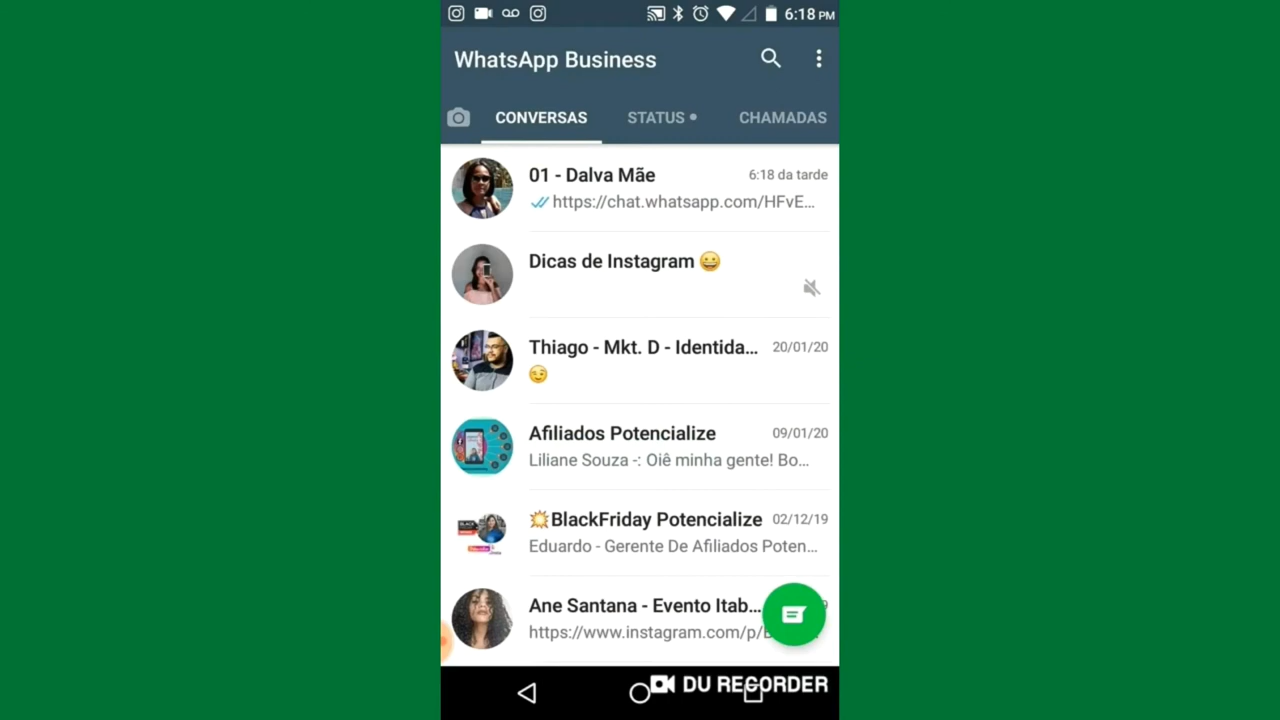 6:18 PM
WhatsApp Business
CONVERSAS STATUS CHAMADAS
01 - Dalva Mãe 6:18 da tarde
https://chat.whatsapp.com/HFvE...
Dicas de Instagram 😀
Thiago - Mkt. D - Identida... 20/01/20
😉
Afiliados Potencialize 09/01/20
Liliane Souza -: Oiê minha gente! Bo...
💥BlackFriday Potencialize 02/12/19
Eduardo - Gerente De Afiliados Poten...
Ane Santana - Evento Itab...
https://www.instagram.com/p/
DU RECORDER